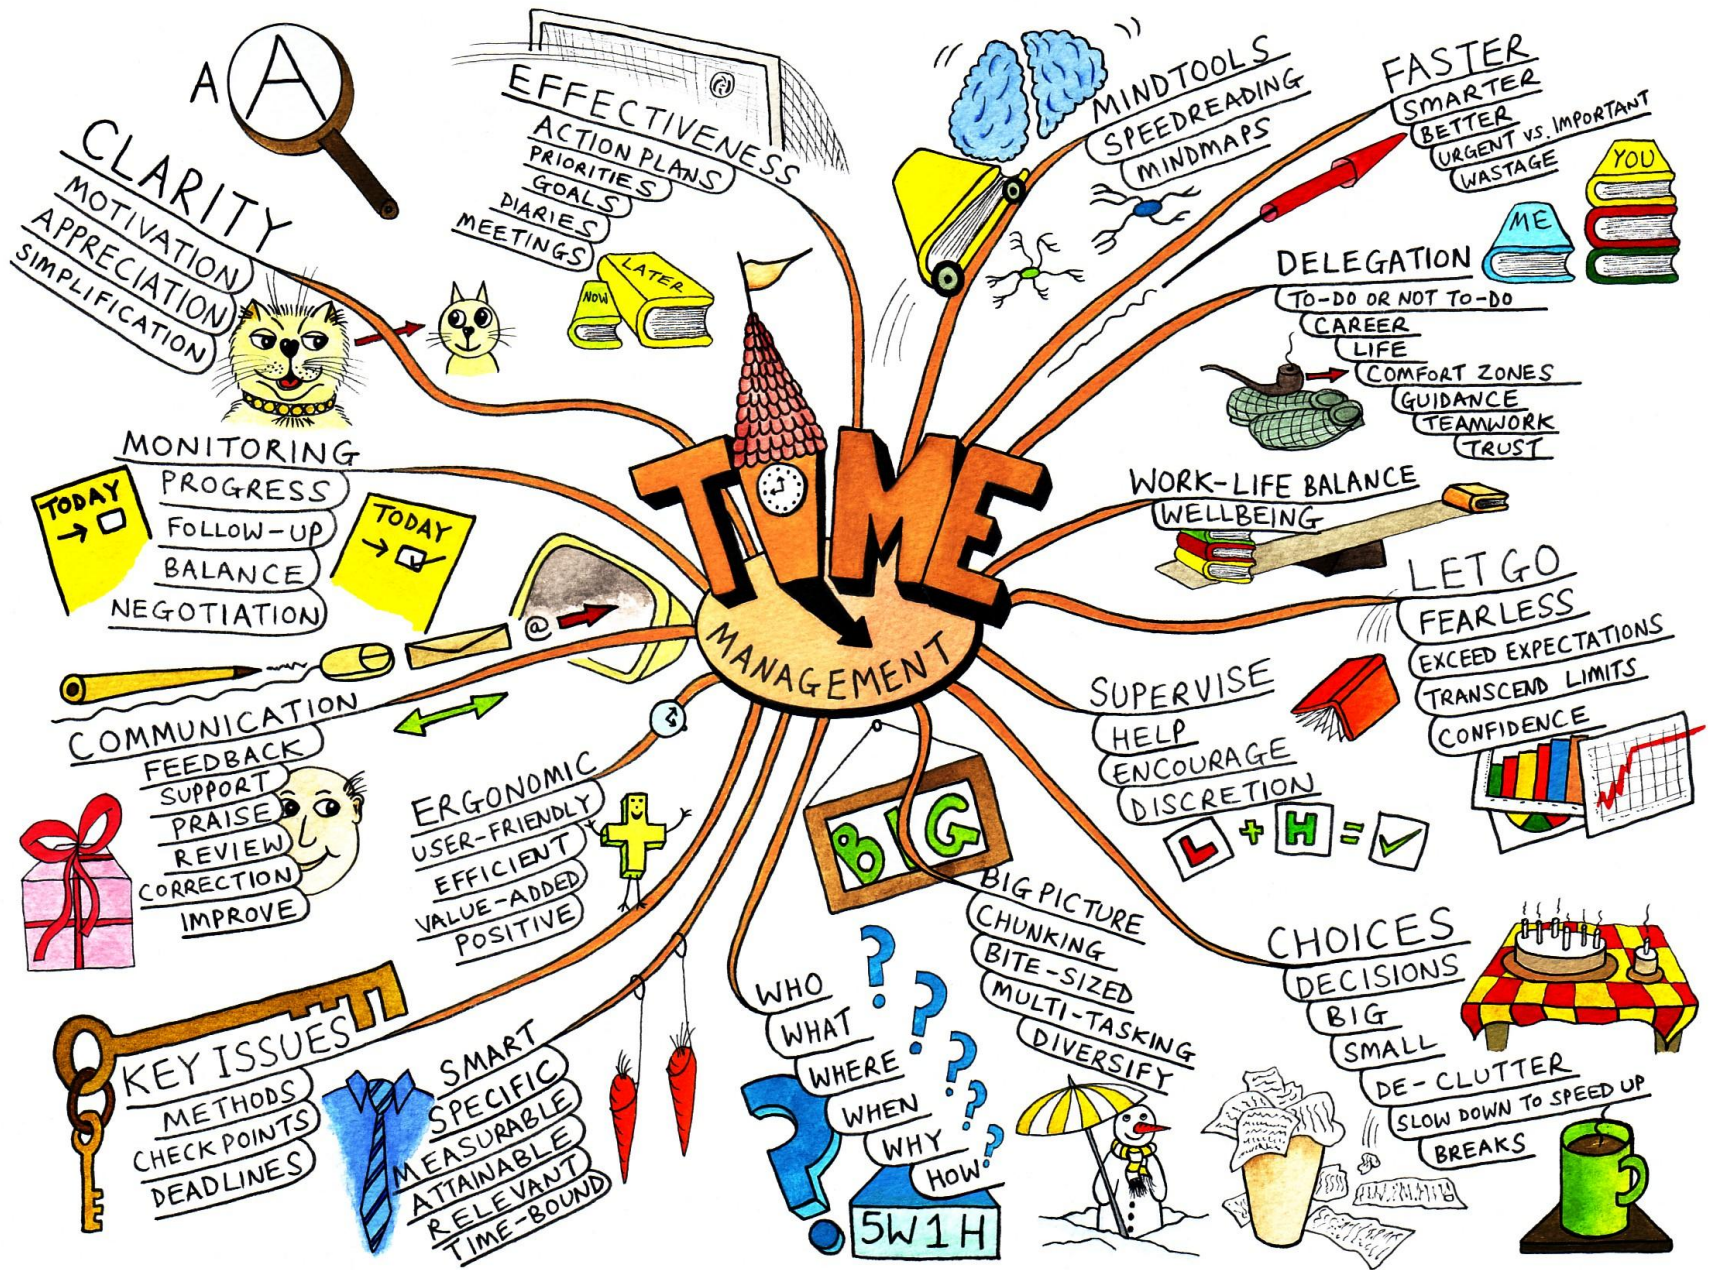 A A
CLARITY
MOTIVATION
APPRECIATION
SIMPLIFICATION
EFFECTIVENESS
ACTION PLANS
PRIORITIES
GOALS
DIARIES
MEETINGS
NOW
LATER
MINDTOOLS
SPEEDREADING
MINDMAPS
FASTER
SMARTER
BETTER
URGENT VS. IMPORTANT
WASTAGE
YOU
ME
DELEGATION
TO-DO OR NOT TO-DO
CAREER
LIFE
COMFORT ZONES
GUIDANCE
TEAMWORK
TRUST
MONITORING
PROGRESS
FOLLOW-UP
BALANCE
NEGOTIATION
TODAY
TODAY
TIME
MANAGEMENT
WORK-LIFE BALANCE
WELLBEING
LET GO
FEARLESS
EXCEED EXPECTATIONS
TRANSCEND LIMITS
CONFIDENCE
@
COMMUNICATION
FEEDBACK
SUPPORT
PRAISE
REVIEW
CORRECTION
IMPROVE
ERGONOMIC
USER-FRIENDLY
EFFICIENT
VALUE-ADDED
POSITIVE
SUPERVISE
HELP
ENCOURAGE
DISCRETION
L + H =
BIG
BIG PICTURE
CHUNKING
BITE-SIZED
MULTI-TASKING
DIVERSIFY
CHOICES
DECISIONS
BIG
SMALL
DE-CLUTTER
SLOW DOWN TO SPEED UP
BREAKS
KEY ISSUES
METHODS
CHECK POINTS
DEADLINES
SMART
SPECIFIC
MEASURABLE
ATTAINABLE
RELEVANT
TIME-BOUND
WHO
WHAT
WHERE
WHEN
WHY
HOW
? ? ? ? ? ?
5W1H